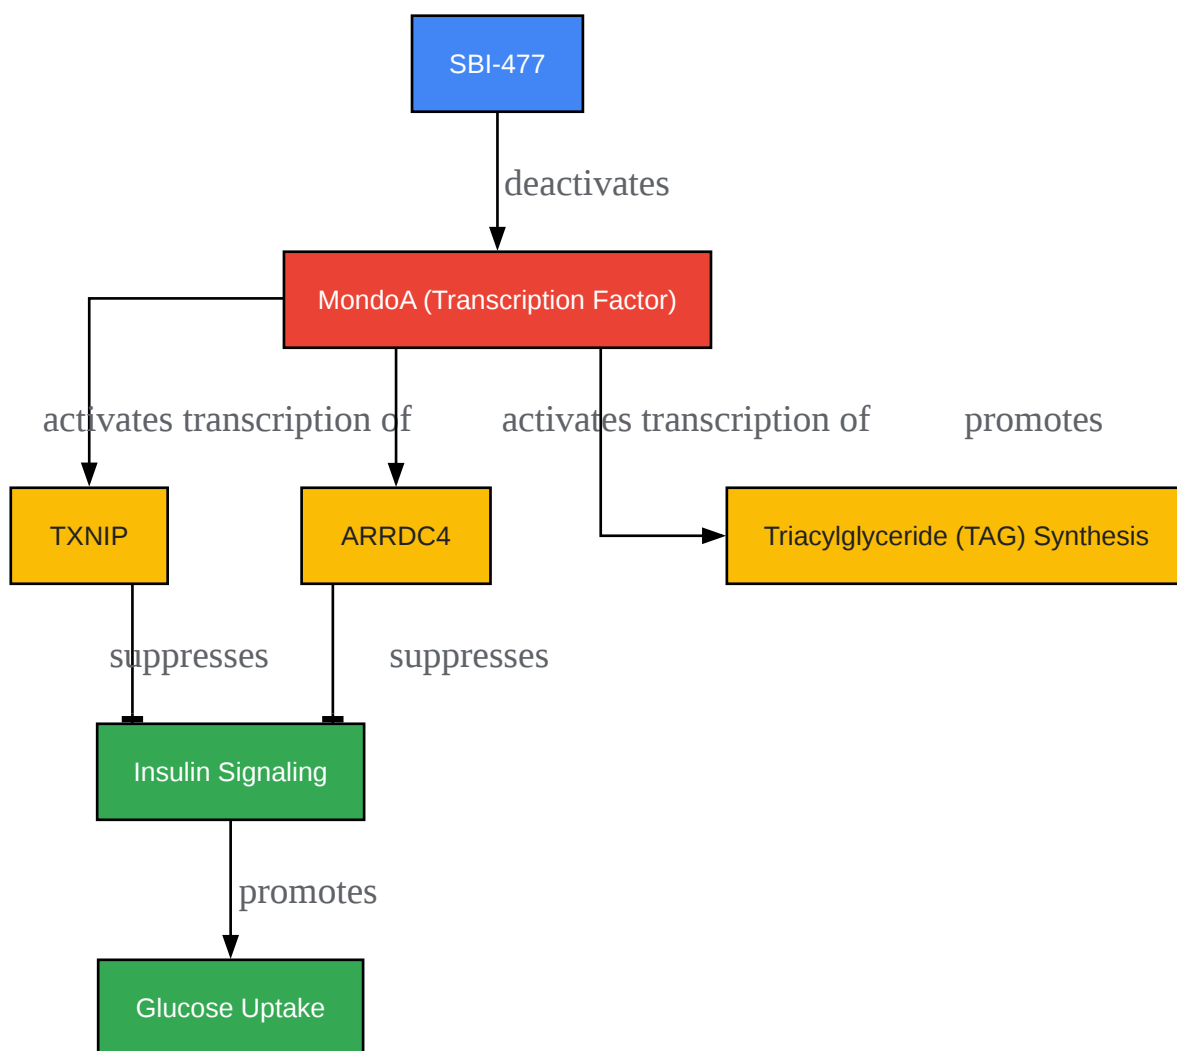 SBI-477
deactivates
MondoA (Transcription Factor)
activates transcription of
activates transcription of
promotes
TXNIP
ARRDC4
Triacylglyceride (TAG) Synthesis
suppresses
suppresses
Insulin Signaling
promotes
Glucose Uptake